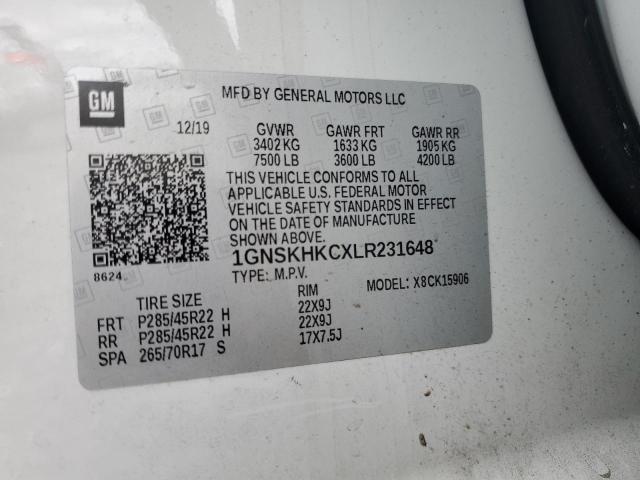 GM
MFD BY GENERAL MOTORS LLC
12/19 GVWR GAWR FRT GAWR RR
3402 KG 1633 KG 1905 KG
7500 LB 3600 LB 4200 LB
THIS VEHICLE CONFORMS TO ALL
APPLICABLE U.S. FEDERAL MOTOR
VEHICLE SAFETY STANDARDS IN EFFECT
ON THE DATE OF MANUFACTURE
SHOWN ABOVE.
8624 1GNSKHKCXLR231648
TYPE: M.P.V. MODEL: X8CK15906
TIRE SIZE RIM
FRT P285/45R22 H 22X9J
RR P285/45R22 H 22X9J
SPA 265/70R17 S 17X7.5J